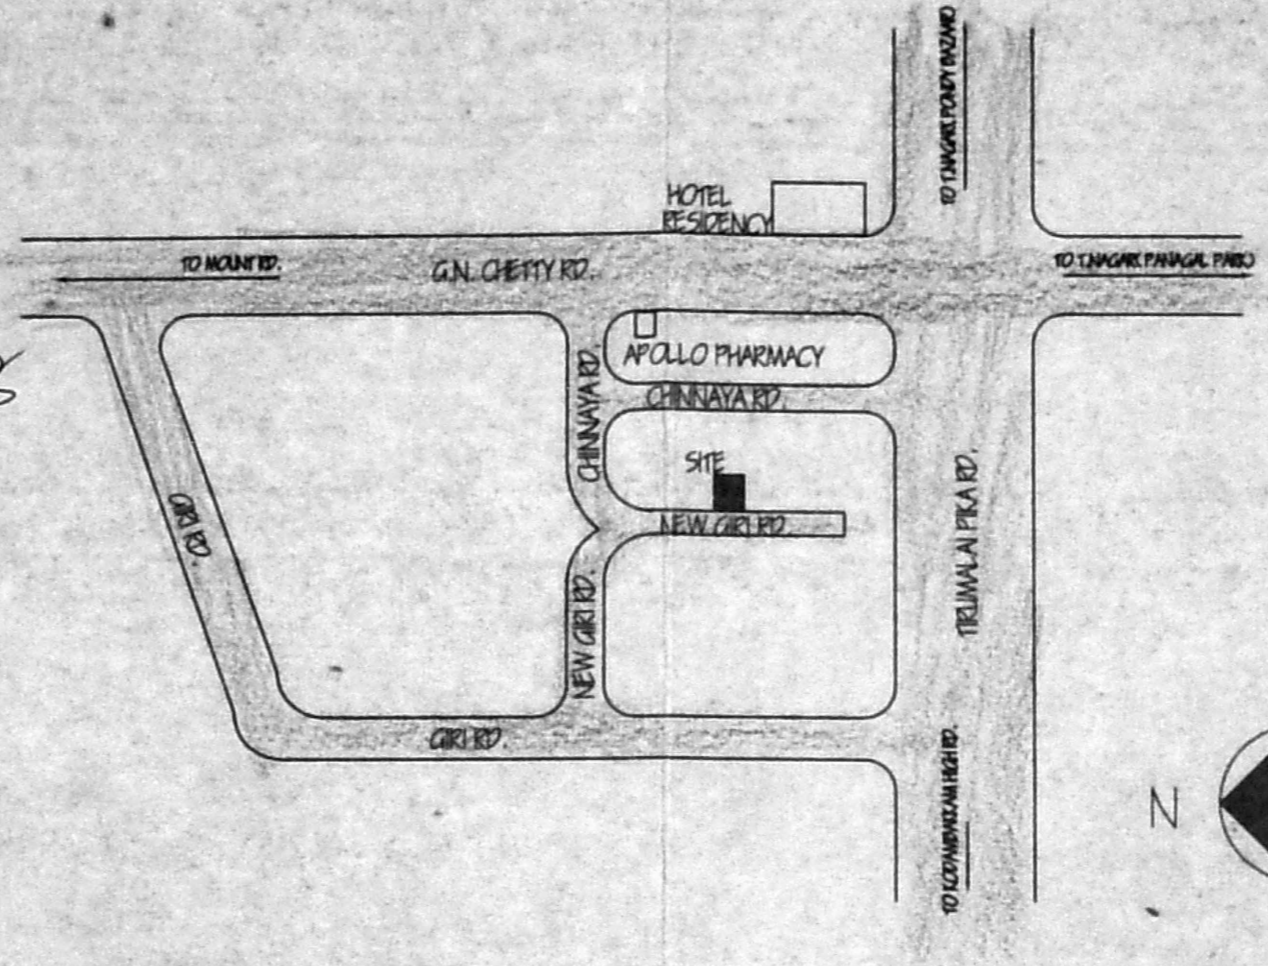 TO T.NAGAR( PONDY BAZAAR)
HOTEL
RESIDENCY
TO MOUNT RD.
G.N. CHETTY RD.
TO T.NAGAR( PANAGAL PARK)
APOLLO PHARMACY
CHINNAYA RD.
CHINNAYA RD.
SITE
NEW GIRI RD.
GIRI RD.
TIRUMALAI PIKA RD.
NEW GIRI RD.
GIRI RD.
TO KODAMBAKKAM HIGH RD.
N